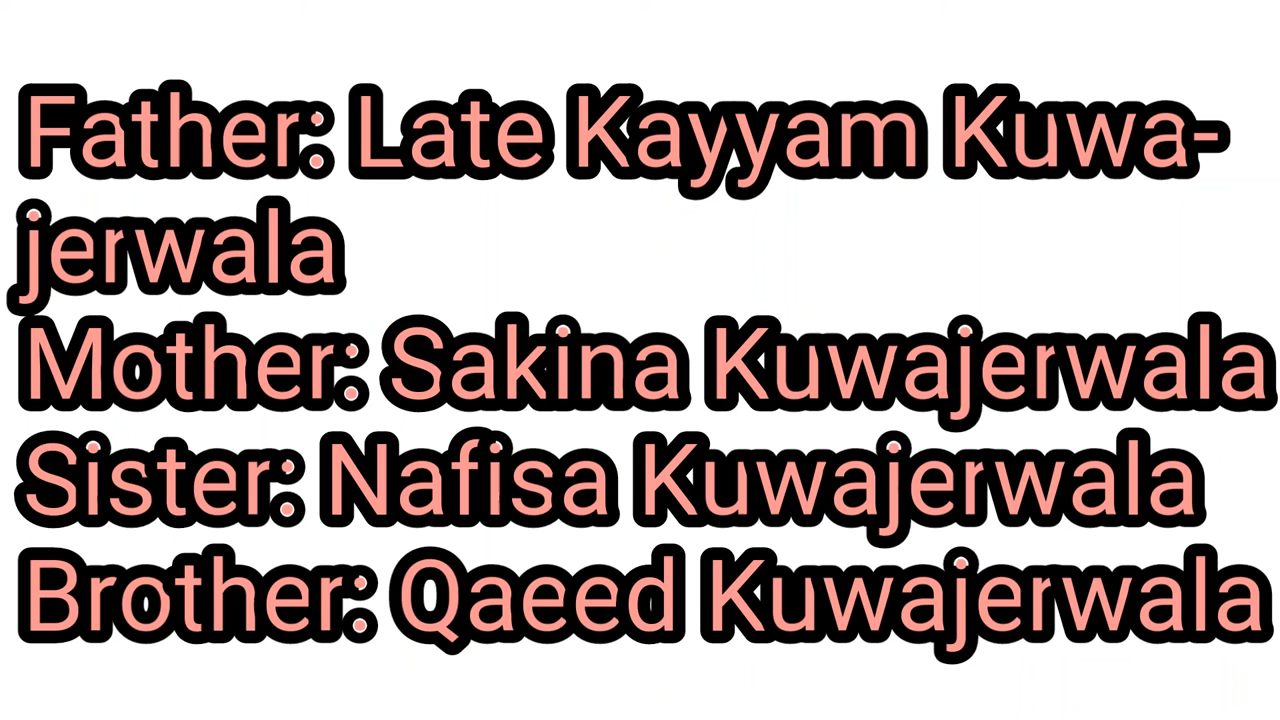 Father: Late Kayyam Kuwa-
jerwala
Mother: Sakina Kuwajerwala
Sister: Nafisa Kuwajerwala
Brother: Qaeed Kuwajerwala